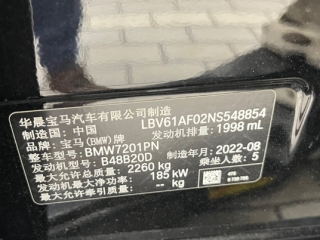 华晨宝马汽车有限公司制造
制造国：中国 LBV61AF02NS548854
品牌：宝马(BMW)牌 发动机排量：1998 mL
整车型号：BMW7201PN
发动机型号：B48B20D 制造年月：2022-08
最大允许总质量：2260 kg 乘坐人数：5
发动机最大净功率：185 kW
最大允许牵引质量：- kg